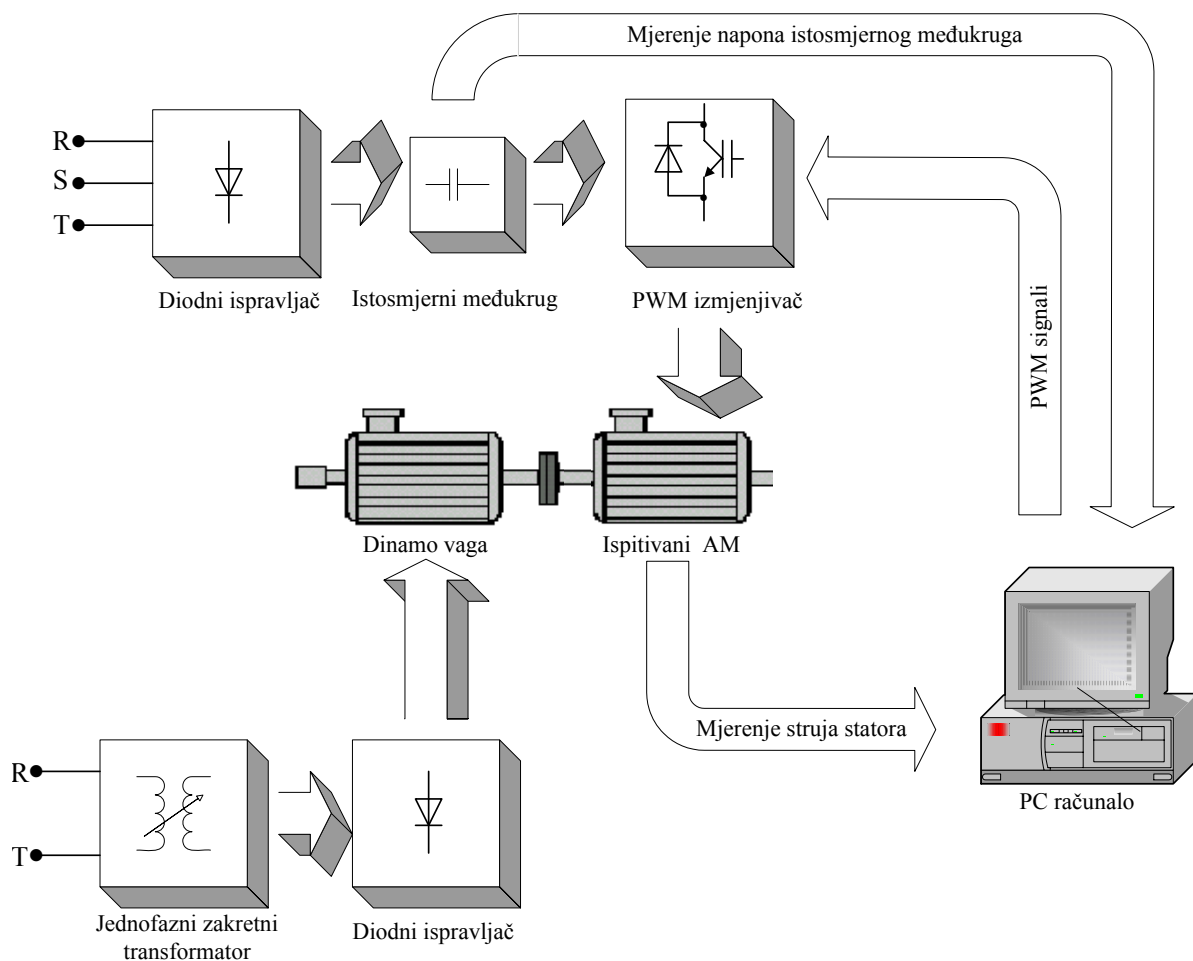 Mjerenje napona istosmjernog međukruga
R
S
T
Diodni ispravljač
Istosmjerni međukrug
PWM izmjenjivač
PWM signali
Dinamo vaga
Ispitivani AM
Mjerenje struja statora
PC računalo
R
T
Jednofazni zakretni
transformator
Diodni ispravljač